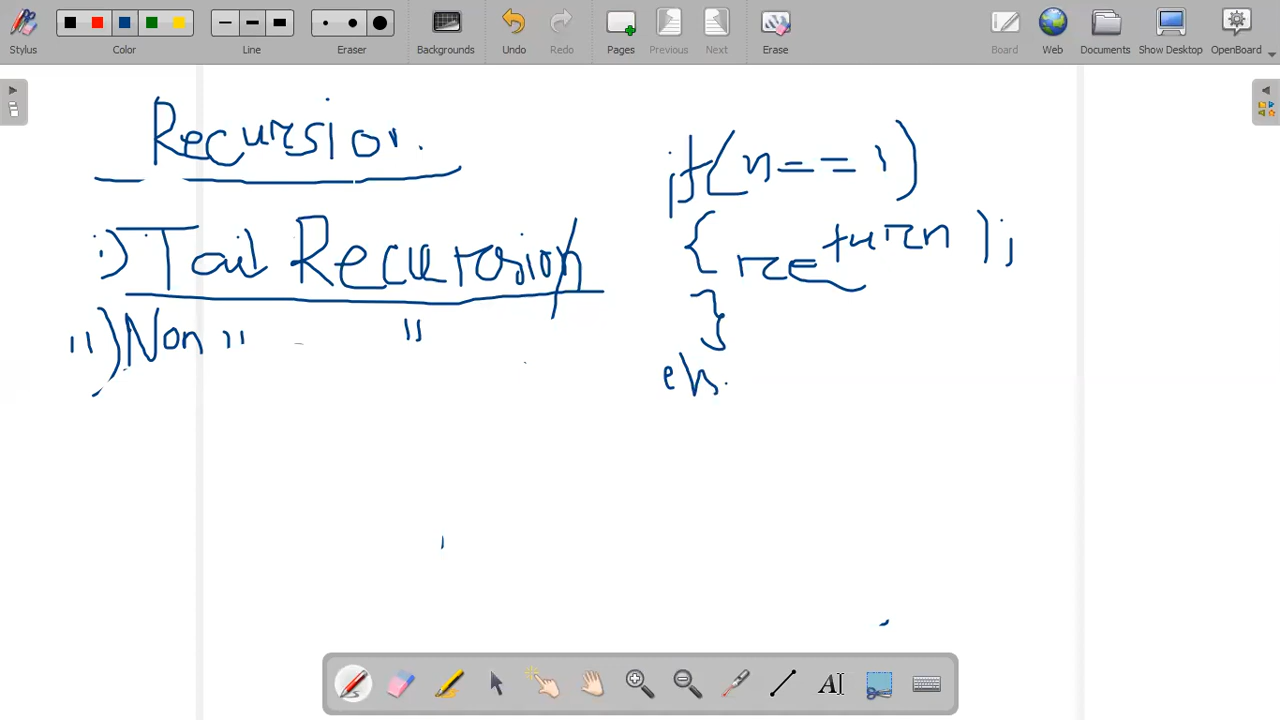 Stylus Color Line Eraser Backgrounds Undo Redo Pages Previous Next Erase Board Web Documents Show Desktop OpenBoard
Recursion
i) Tail Recursion
ii) Non " "
if(n==1)
{ return 1;
}
els